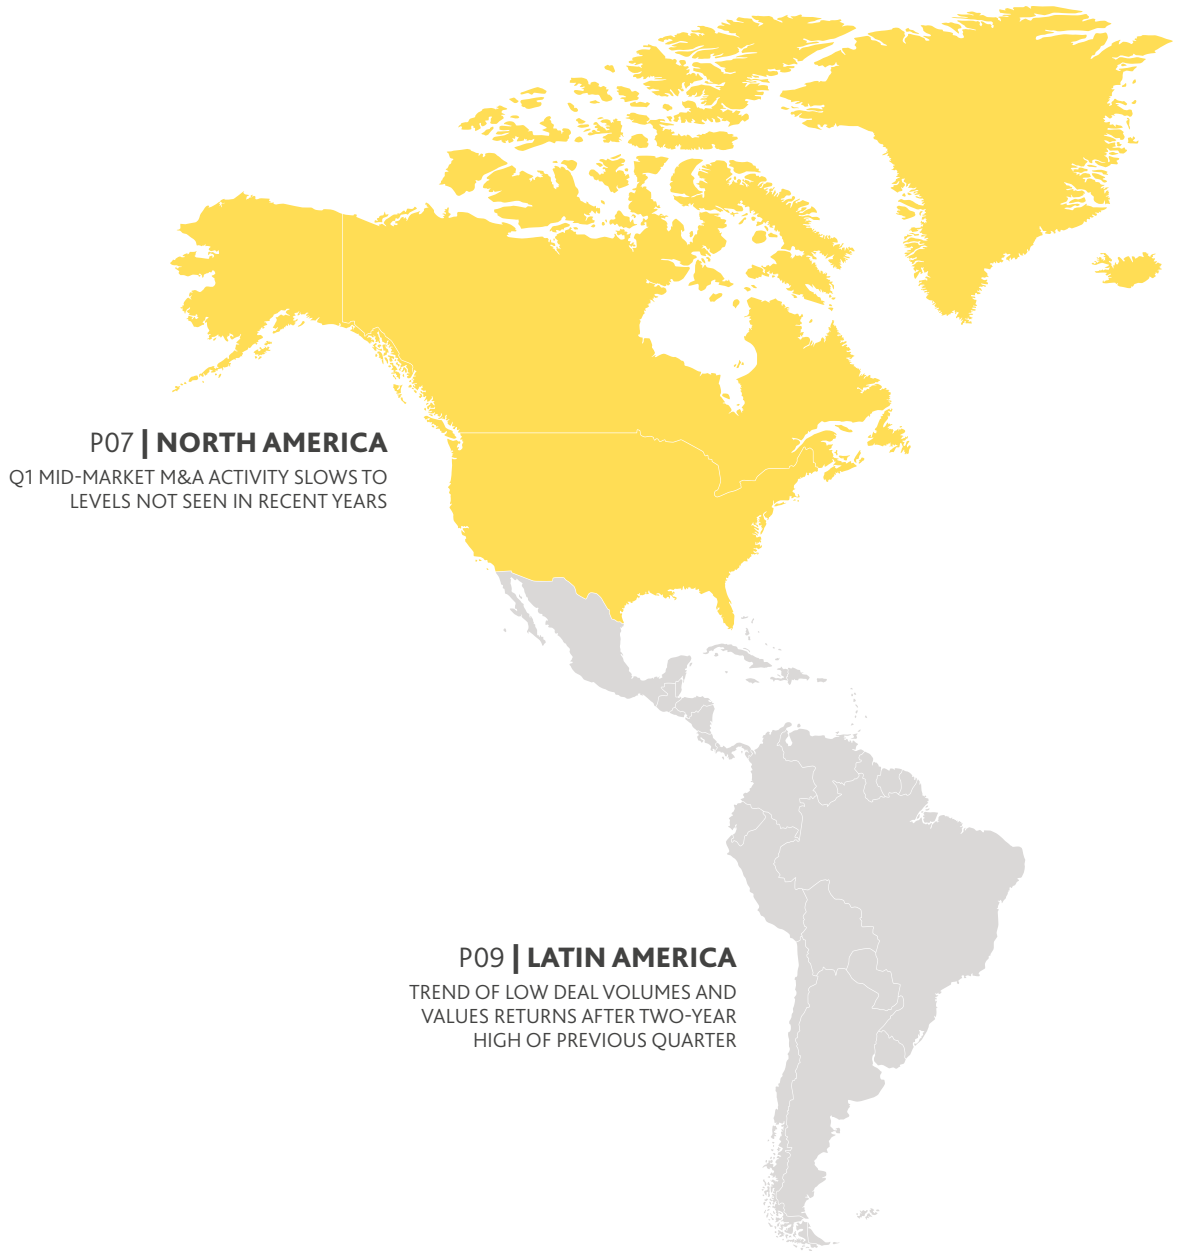 P07 | NORTH AMERICA
Q1 MID-MARKET M&A ACTIVITY SLOWS TO
LEVELS NOT SEEN IN RECENT YEARS
P09 | LATIN AMERICA
TREND OF LOW DEAL VOLUMES AND
VALUES RETURNS AFTER TWO-YEAR
HIGH OF PREVIOUS QUARTER